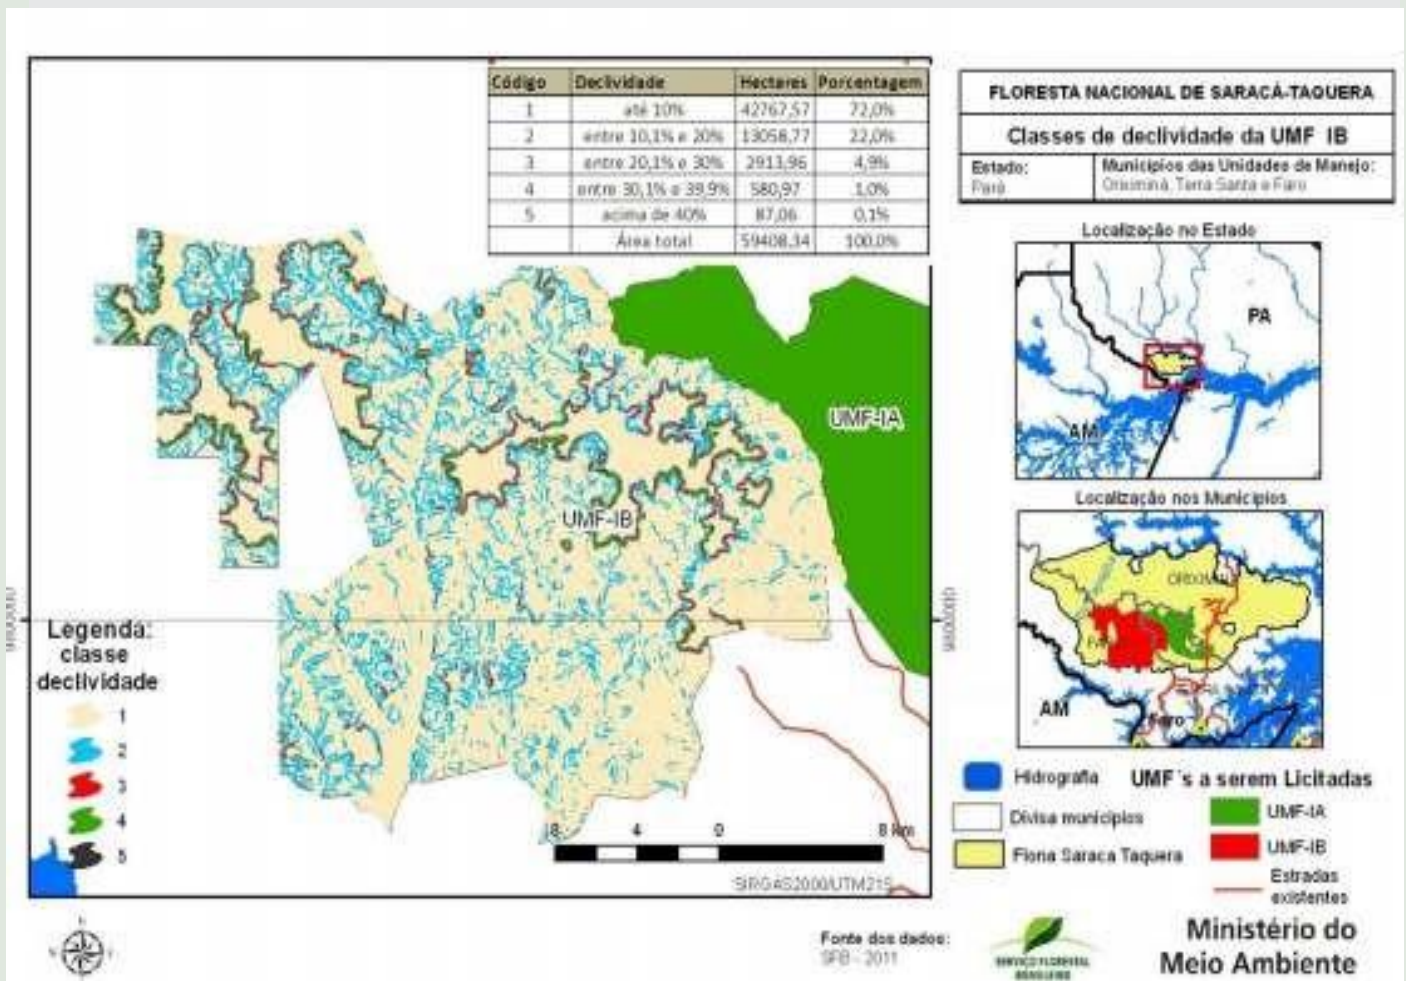 Código Declividade Hectares Porcentagem
1 até 10% 42767,57 72,0%
2 entre 10,1% e 20% 13058,77 22,0%
3 entre 20,1% e 30% 2913,96 4,9%
4 entre 30,1% e 39,9% 580,97 1,0%
5 acima de 40% 87,06 0,1%
Área total 59408,34 100,0%
FLORESTA NACIONAL DE SARACÁ-TAQUERA
Classes de declividade da UMF IB
Estado:
Pará
Municípios das Unidades de Manejo:
Oriximiná, Terra Santa e Faro
Localização no Estado
PA
AM
UMF-IA
UMF-IB
Localização nos Municípios
AM
Faro
Legenda:
classe
declividade
1
2
3
4
5
8 4 0 8 km
SIRGAS2000/UTM21S
Hidrografia
Divisa municípios
Flona Saraca Taquera
UMF´s a serem Licitadas
UMF-IA
UMF-IB
Estradas
existentes
Fonte dos dados:
SFB - 2011
SERVIÇO FLORESTAL
BRASILEIRO
Ministério do
Meio Ambiente